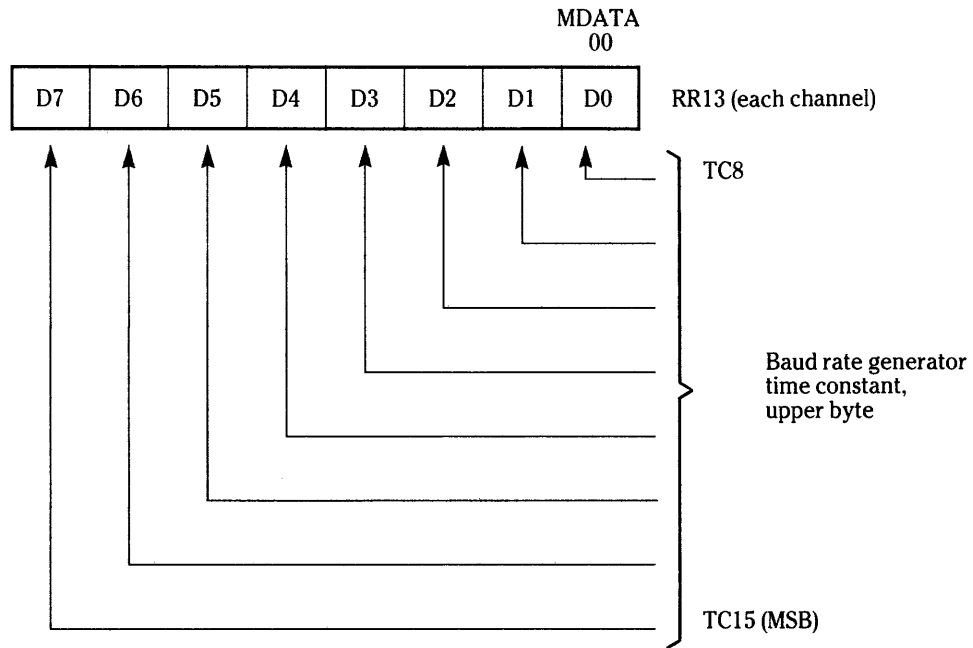 MDATA
00
D7 D6 D5 D4 D3 D2 D1 D0 RR13 (each channel)
TC8
Baud rate generator
time constant,
upper byte
TC15 (MSB)